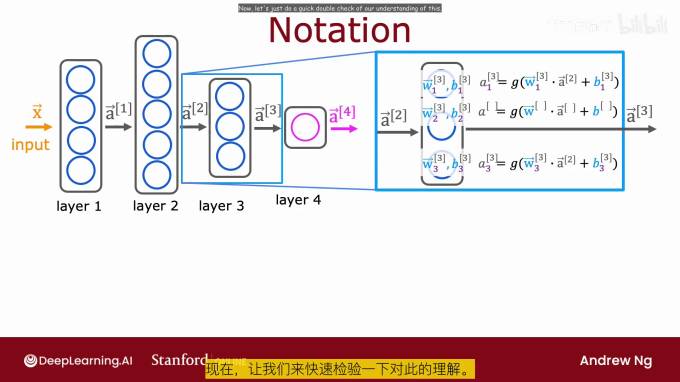 Now, let's just do a quick double check of our understanding of this.
Notation
bilibili
x⃗
input
a⃗[1]
a⃗[2]
a⃗[3]
a⃗[4]
layer 1
layer 2
layer 3
layer 4
a⃗[2]
w⃗1[3], b1[3] a1[3] = g(w⃗1[3] · a⃗[2] + b1[3])
w⃗2[3], b2[3] a[ ] = g(w⃗[ ] · a⃗[ ] + b[ ])
w⃗3[3], b3[3] a3[3] = g(w⃗3[3] · a⃗[2] + b3[3])
a⃗[3]
DeepLearning.AI Stanford Andrew Ng
现在，让我们来快速检验一下对此的理解。